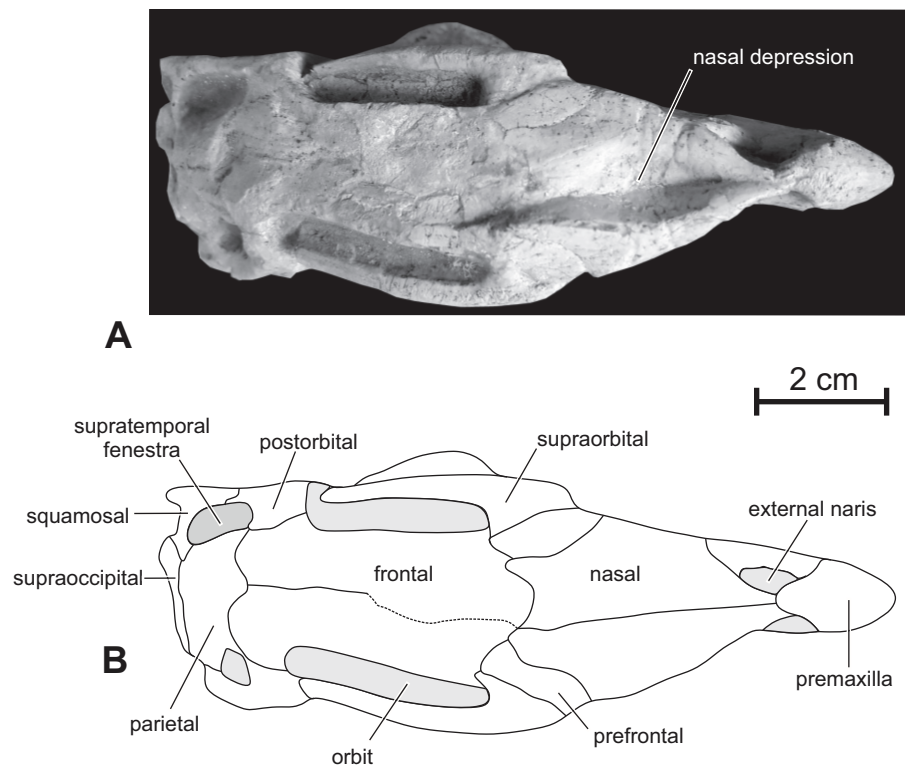 nasal depression
A
2 cm
supratemporal
fenestra
postorbital
supraorbital
squamosal
external naris
supraoccipital
frontal
nasal
B
premaxilla
parietal
prefrontal
orbit